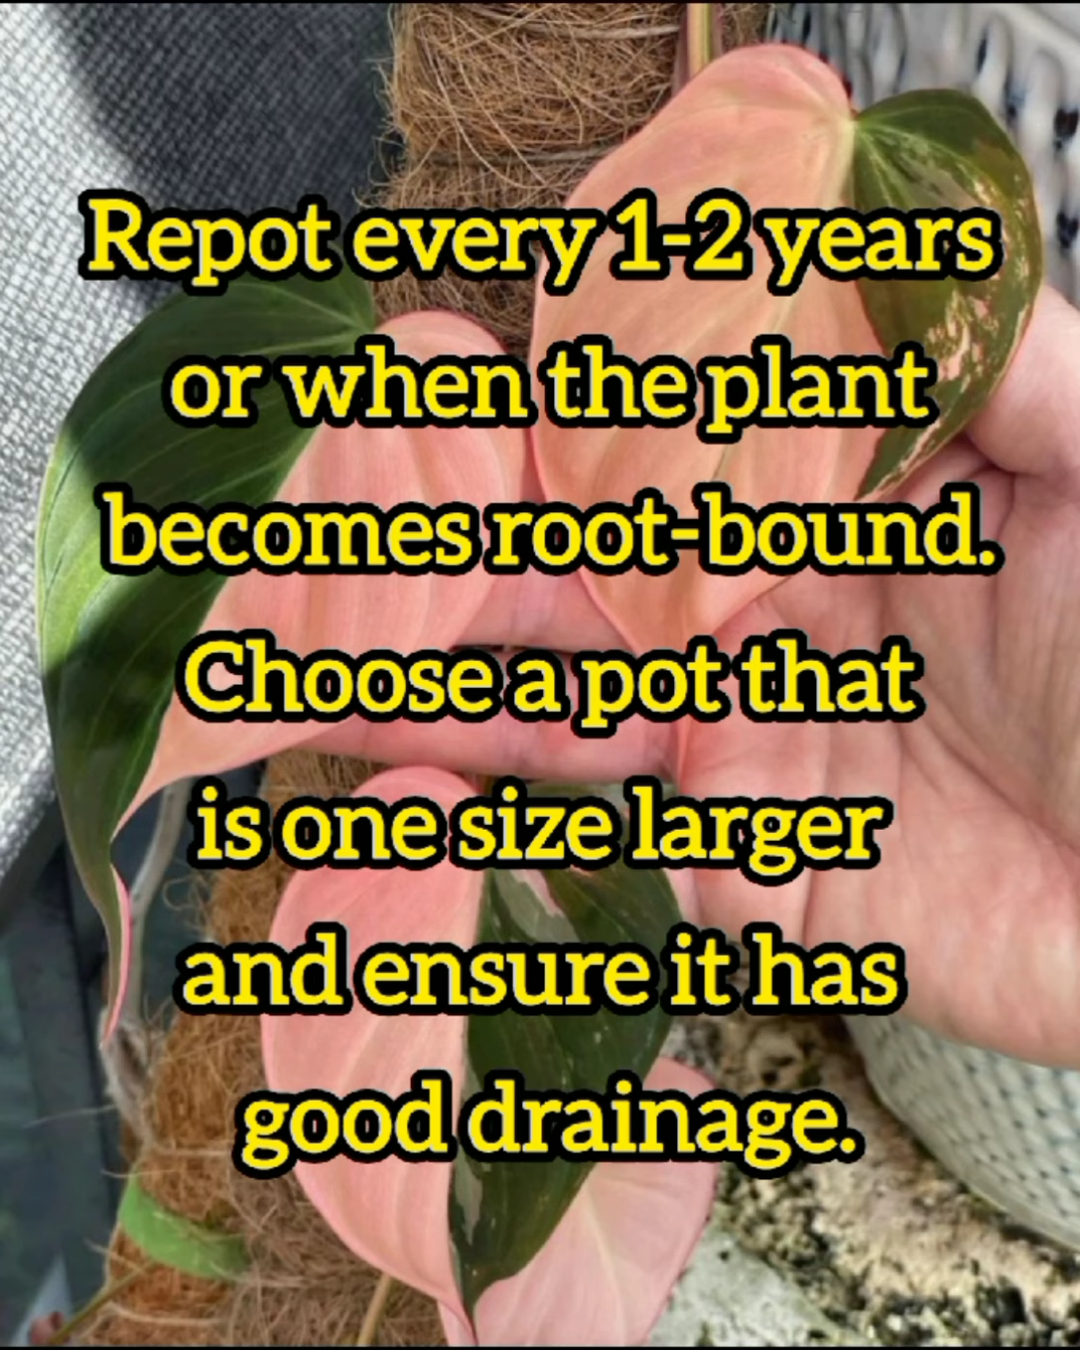 Repot every 1-2 years
or when the plant
becomes root-bound.
Choose a pot that
is one size larger
and ensure it has
good drainage.